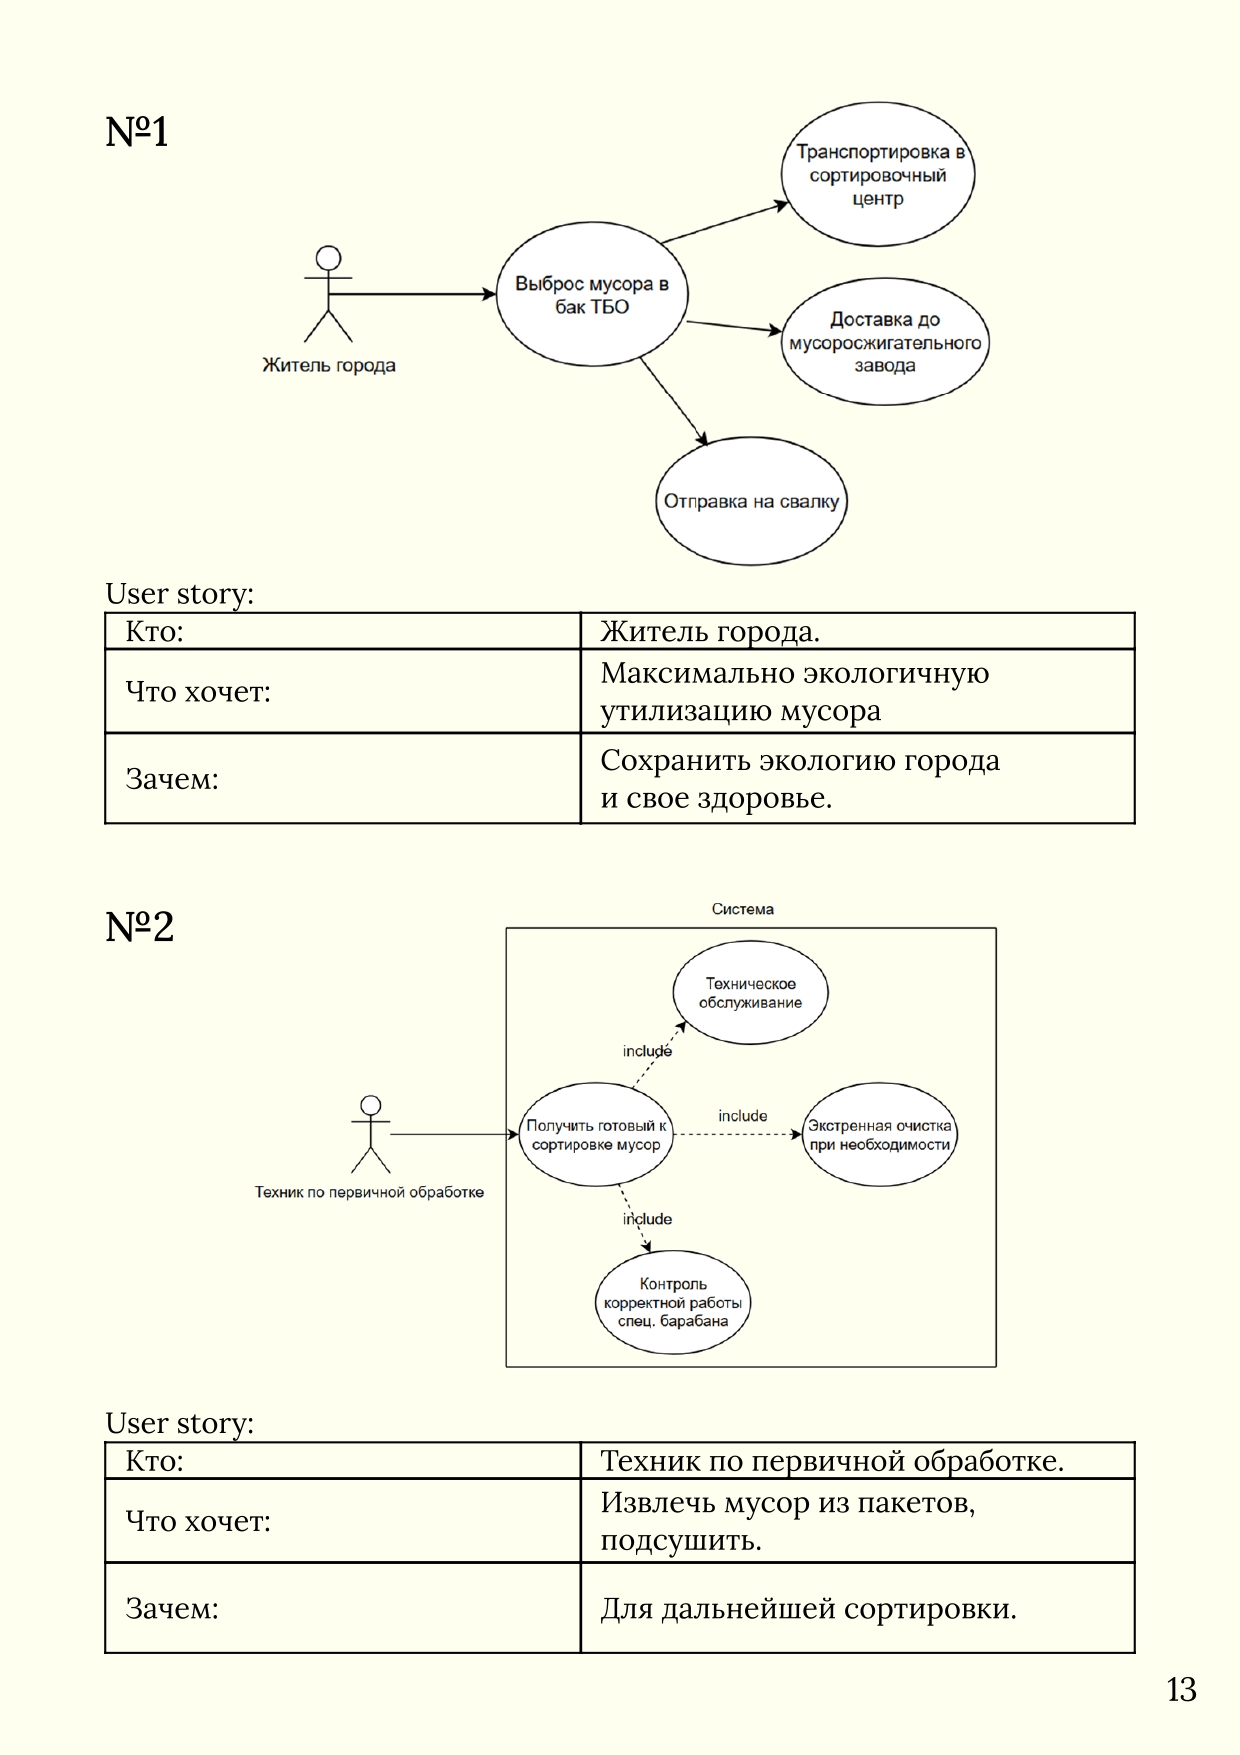 №1
Транспортировка в
сортировочный
центр
Выброс мусора в
бак ТБО
Доставка до
мусоросжигательного
завода
Житель города
Отправка на свалку
User story:
Кто: Житель города.
Что хочет: Максимально экологичную
утилизацию мусора
Зачем: Сохранить экологию города
и свое здоровье.
№2
Система
Техническое
обслуживание
include
Получить готовый к
сортировке мусор
include
Экстренная очистка
при необходимости
Техник по первичной обработке
include
Контроль
корректной работы
спец. барабана
User story:
Кто: Техник по первичной обработке.
Что хочет: Извлечь мусор из пакетов,
подсушить.
Зачем: Для дальнейшей сортировки.
13